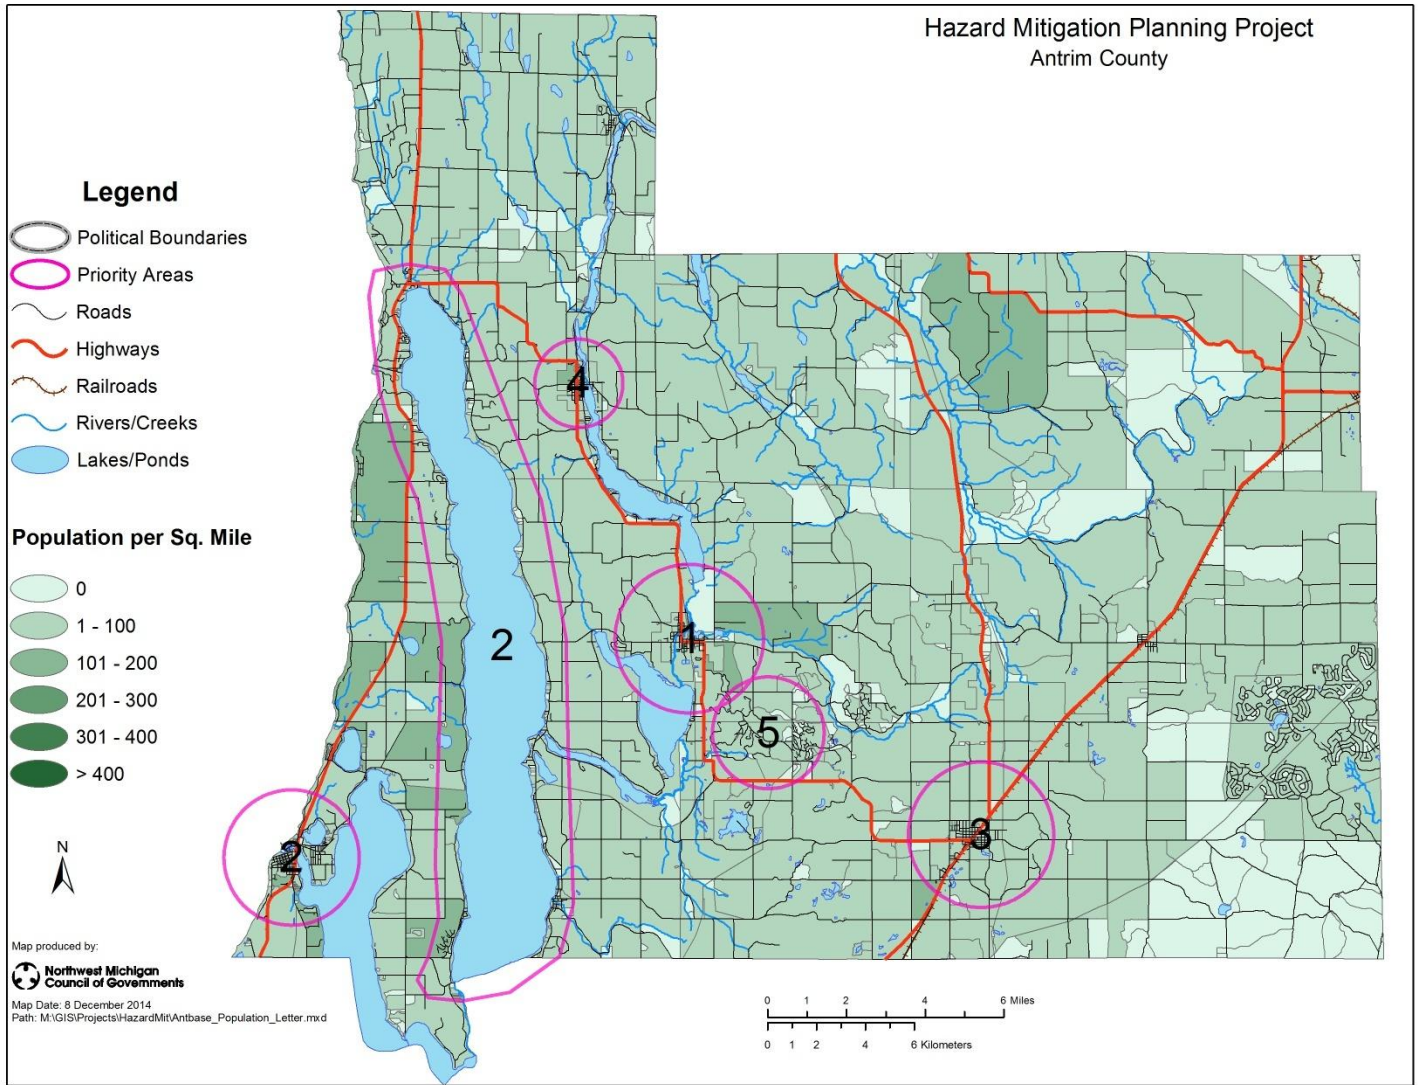 Hazard Mitigation Planning Project
Antrim County
Legend
Political Boundaries
Priority Areas
Roads
Highways
Railroads
Rivers/Creeks
Lakes/Ponds
Population per Sq. Mile
0
1 - 100
101 - 200
201 - 300
301 - 400
> 400
N
4
2
1
5
3
2
Map produced by:
Northwest Michigan
Council of Governments
Map Date: 8 December 2014
Path: M:\GIS\Projects\HazardMit\Antbase_Population_Letter.mxd
0 1 2 4 6 Miles
0 1 2 4 6 Kilometers